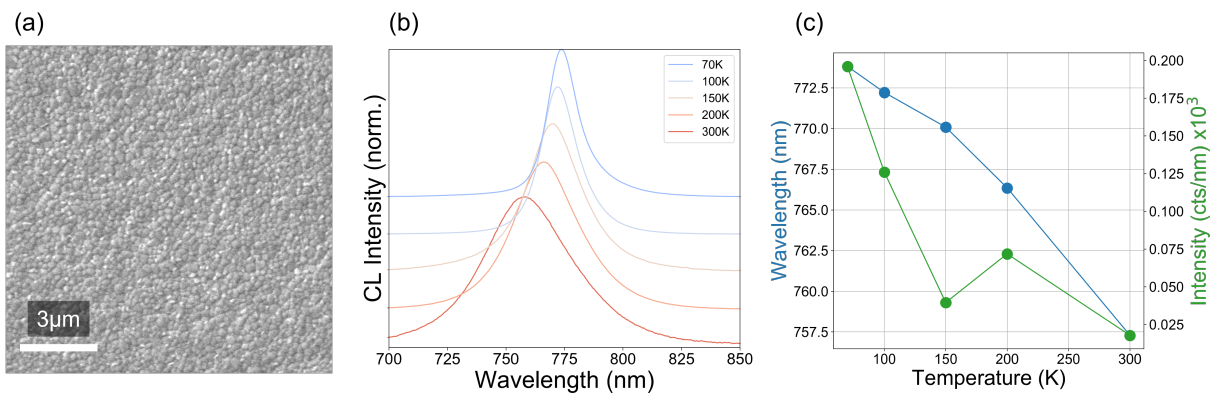 (a)
3µm
(b)
CL Intensity (norm.)
70K
100K
150K
200K
300K
700 725 750 775 800 825 850
Wavelength (nm)
(c)
Wavelength (nm)
772.5
770.0
767.5
765.0
762.5
760.0
757.5
100 150 200 250 300
Temperature (K)
0.200
0.175
0.150
0.125
0.100
0.075
0.050
0.025
Intensity (cts/nm) x10³